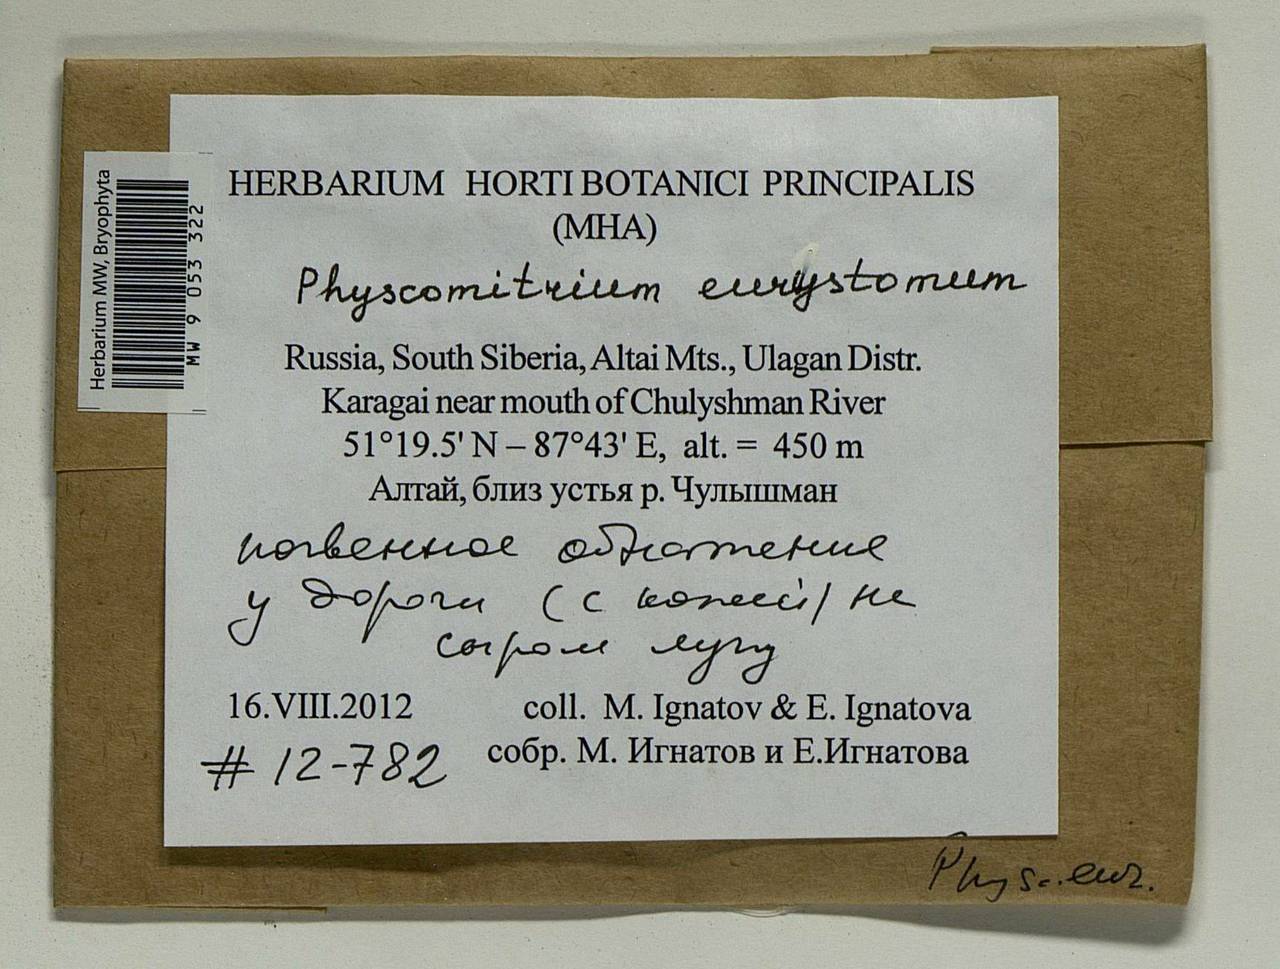 Herbarium MW, Bryophyta
MW 9 053 322
HERBARIUM HORTI BOTANICI PRINCIPALIS
(MHA)
Physcomitrium eurystomum
Russia, South Siberia, Altai Mts., Ulagan Distr.
Karagai near mouth of Chulyshman River
51°19.5' N – 87°43' E, alt. = 450 m
Алтай, близ устья р. Чулышман
почвенное обнажение
у дороги (с ) на
сыром лугу
16.VIII.2012 coll. M. Ignatov & E. Ignatova
# 12-782 собр. М. Игнатов и Е.Игнатова
Physc. eur.